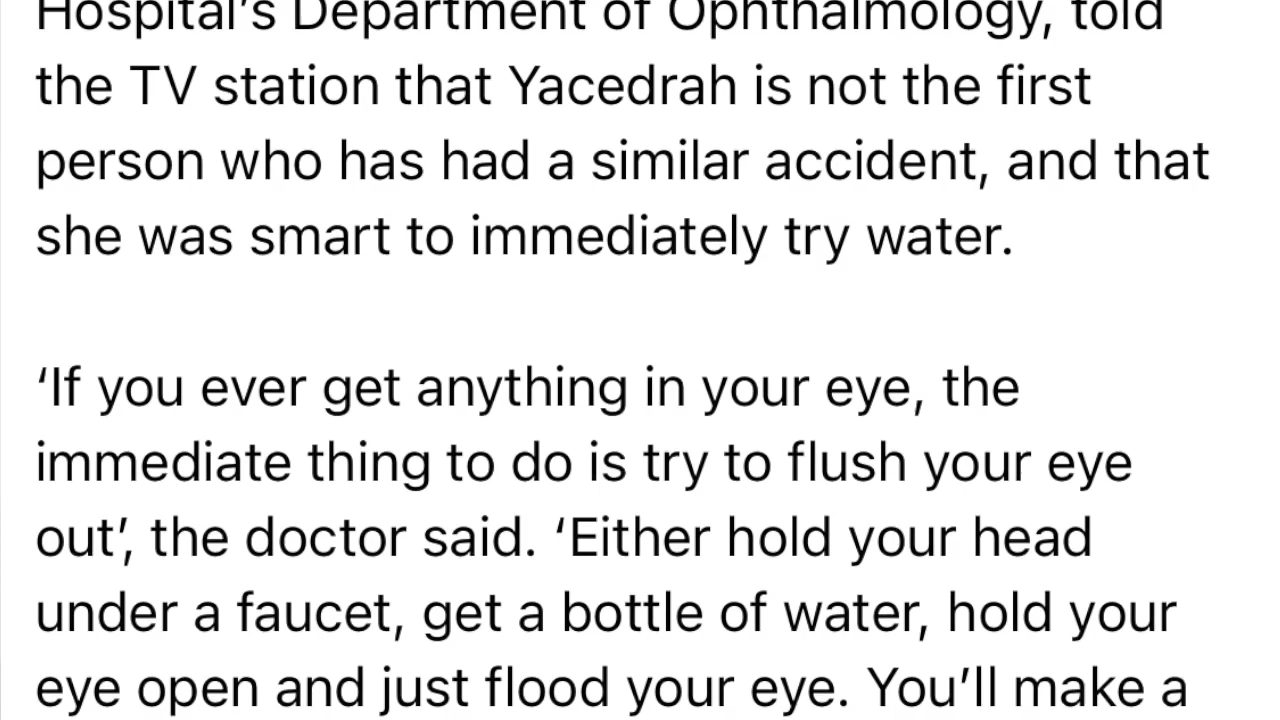 Hospital’s Department of Ophthalmology, told
the TV station that Yacedrah is not the first
person who has had a similar accident, and that
she was smart to immediately try water.
‘If you ever get anything in your eye, the
immediate thing to do is try to flush your eye
out’, the doctor said. ‘Either hold your head
under a faucet, get a bottle of water, hold your
eye open and just flood your eye. You’ll make a